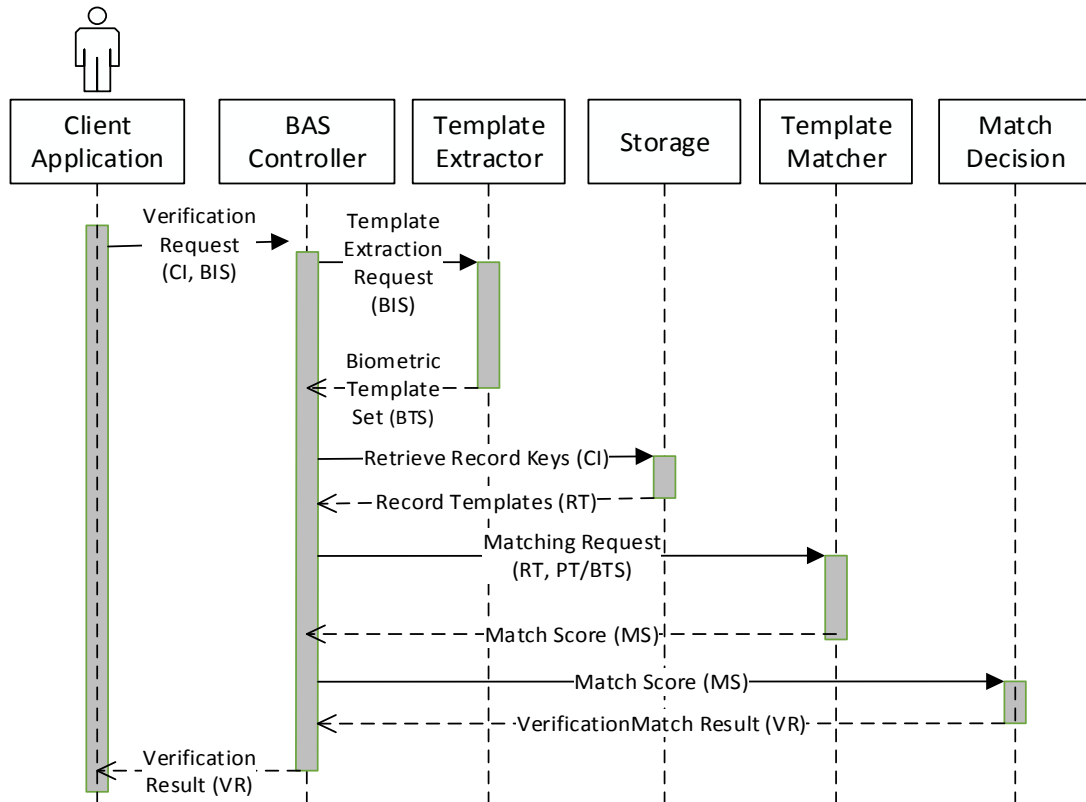 Client
Application
BAS
Controller
Template
Extractor
Storage
Template
Matcher
Match
Decision
Verification
Request
(CI, BIS)
Template
Extraction
Request
(BIS)
Biometric
Template
Set (BTS)
Retrieve Record Keys (CI)
Record Templates (RT)
Matching Request
(RT, PT/BTS)
Match Score (MS)
Match Score (MS)
VerificationMatch Result (VR)
Verification
Result (VR)